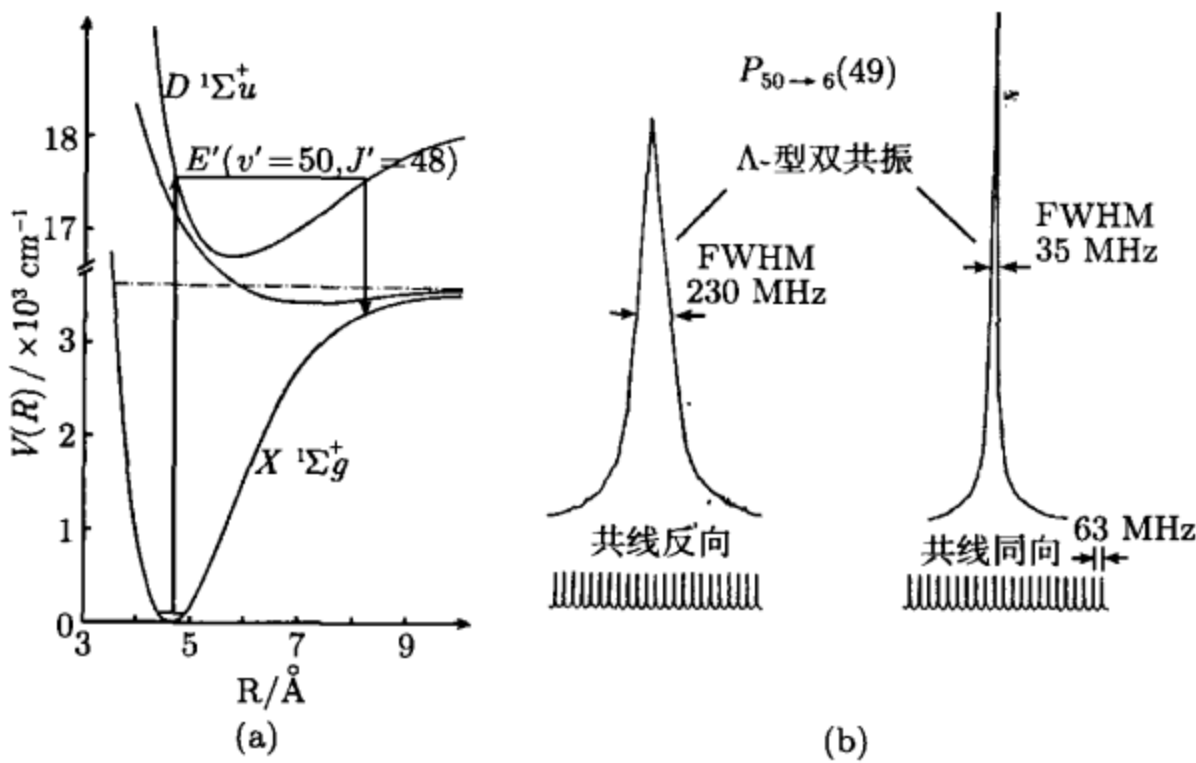 V(R) / ×10³ cm⁻¹
18
17
3
2
1
0
3
5
7
9
R/Å
D ¹Σu⁺
E′(v′=50, J′=48)
X ¹Σg⁺
(a)
P₅₀→₆(49)
Λ-型双共振
FWHM
230 MHz
FWHM
35 MHz
共线反向
共线同向
63 MHz
(b)